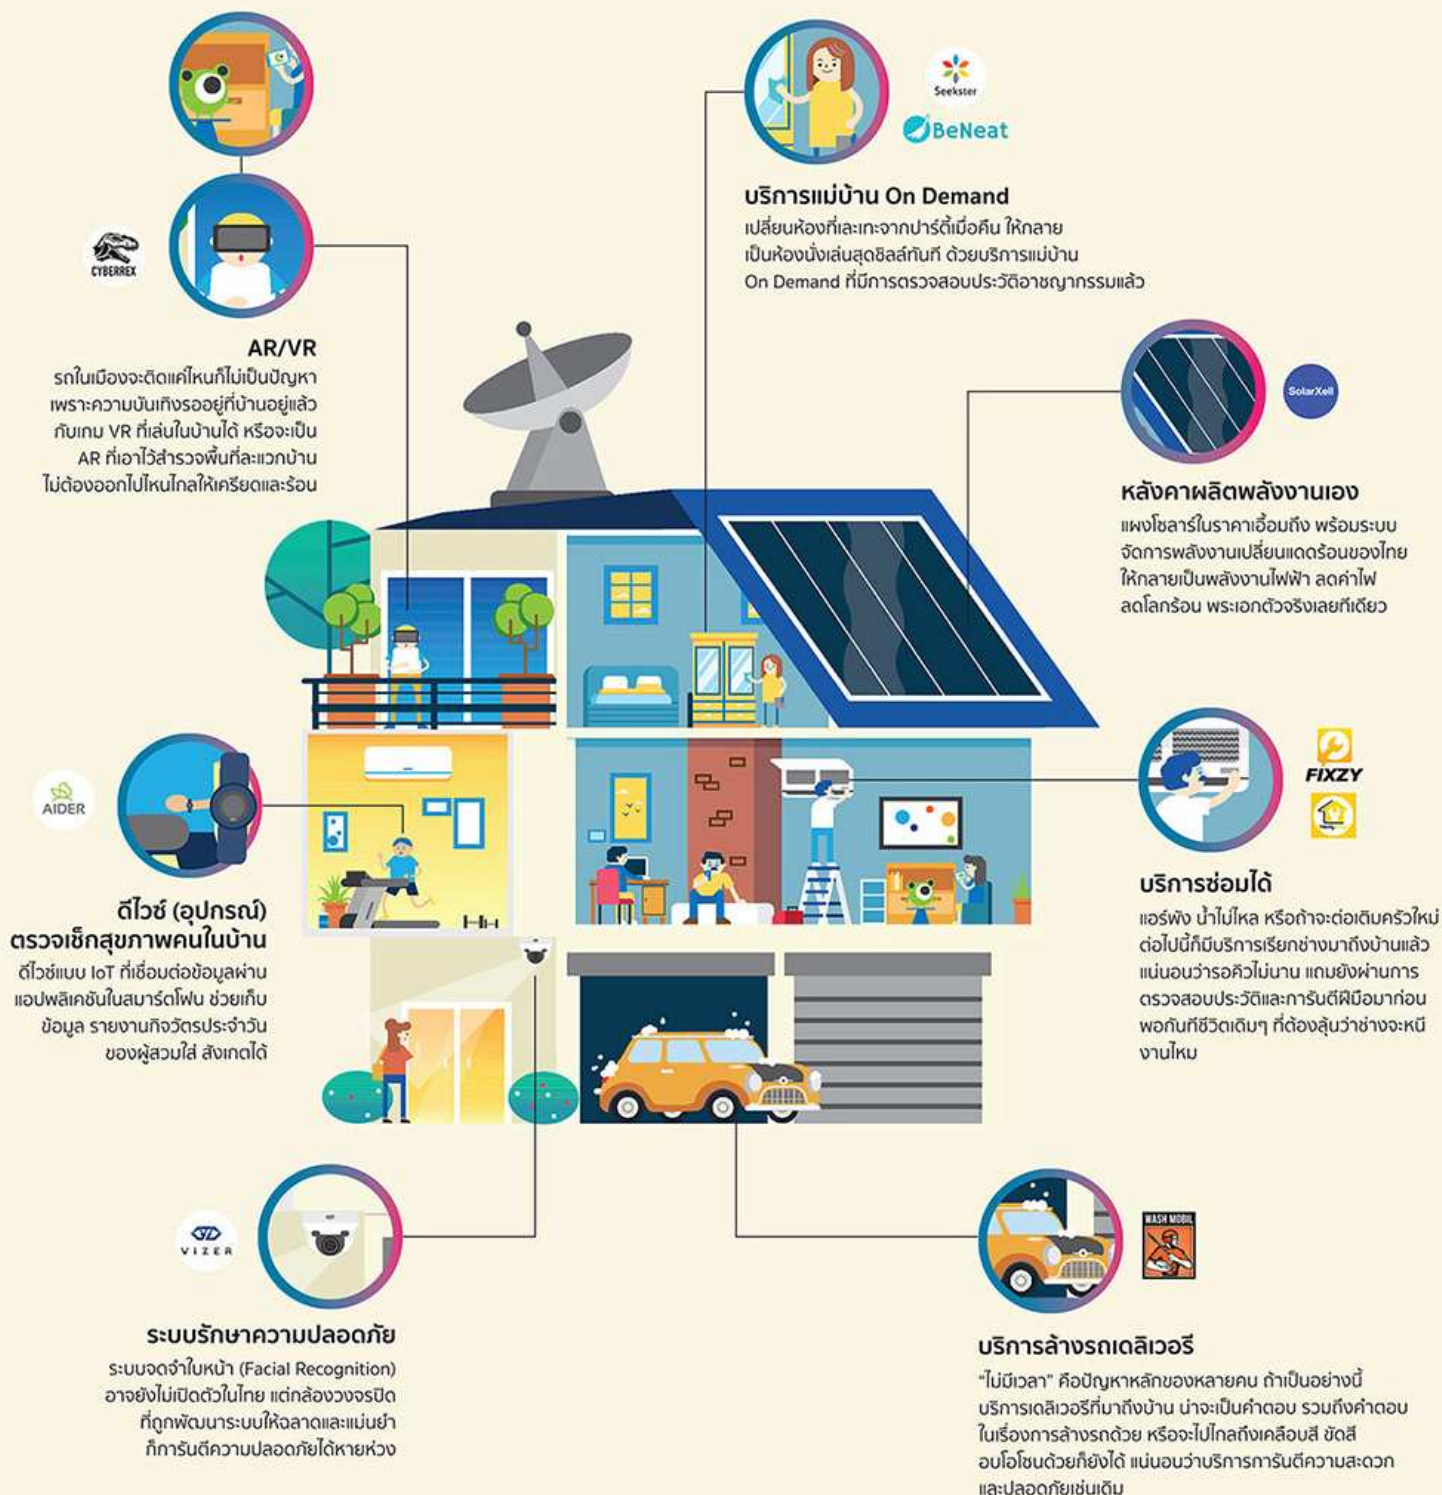 Seekster
BeNeat
บริการแม่บ้าน On Demand
เปลี่ยนห้องที่เละเทะจากปาร์ตี้เมื่อคืน ให้กลาย
เป็นห้องนั่งเล่นสุดชิลล์ทันที ด้วยบริการแม่บ้าน
On Demand ที่มีการตรวจสอบประวัติอาชญากรรมแล้ว
CYBERREX
AR/VR
รถในเมืองจะติดแค่ไหนก็ไม่เป็นปัญหา
เพราะความบันเทิงรออยู่ที่บ้านอยู่แล้ว
กับเกม VR ที่เล่นในบ้านได้ หรือจะเป็น
AR ที่เอาไว้สำรวจพื้นที่ละแวกบ้าน
ไม่ต้องออกไปไหนไกลให้เครียดและร้อน
SolarXell
หลังคาผลิตพลังงานเอง
แผงโซลาร์ในราคาเอื้อมถึง พร้อมระบบ
จัดการพลังงานเปลี่ยนแดดร้อนของไทย
ให้กลายเป็นพลังงานไฟฟ้า ลดค่าไฟ
ลดโลกร้อน พระเอกตัวจริงเลยทีเดียว
AIDER
ดีไวซ์ (อุปกรณ์)
ตรวจเช็กสุขภาพคนในบ้าน
ดีไวซ์แบบ IoT ที่เชื่อมต่อข้อมูลผ่าน
แอปพลิเคชันในสมาร์ตโฟน ช่วยเก็บ
ข้อมูล รายงานกิจวัตรประจำวัน
ของผู้สวมใส่ สังเกตได้
FIXZY
บริการซ่อมได้
แอร์พัง น้ำไม่ไหล หรือถ้าจะต่อเติมครัวใหม่
ต่อไปนี้ก็มีบริการเรียกช่างมาถึงบ้านแล้ว
แน่นอนว่ารอคิวไม่นาน แถมยังผ่านการ
ตรวจสอบประวัติและการันตีฝีมือมาก่อน
พอกันทีชีวิตเดิมๆ ที่ต้องลุ้นว่าช่างจะหนี
งานไหม
VIZER
ระบบรักษาความปลอดภัย
ระบบจดจำใบหน้า (Facial Recognition)
อาจยังไม่เปิดตัวในไทย แต่กล้องวงจรปิด
ที่ถูกพัฒนาระบบให้ฉลาดและแม่นยำ
ก็การันตีความปลอดภัยได้หายห่วง
WASH MOBIL
บริการล้างรถเดลิเวอรี
"ไม่มีเวลา" คือปัญหาหลักของหลายคน ถ้าเป็นอย่างนี้
บริการเดลิเวอรีที่มาถึงบ้าน น่าจะเป็นคำตอบ รวมถึงคำตอบ
ในเรื่องการล้างรถด้วย หรือจะไปไกลถึงเคลือบสี ขัดสี
อบโอโซนด้วยก็ยังได้ แน่นอนว่าบริการการันตีความสะดวก
และปลอดภัยเช่นเดิม